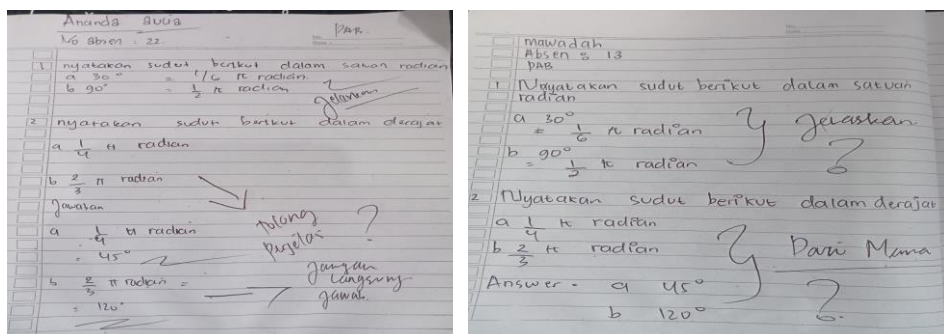 Ananda aulia
No absen : 22.
DAB.
1 nyatakan sudut berikut dalam satuan radian
a 30° = 1/6 π radian.
b 90° = 1/2 π radian
Jelaskan
2 nyatakan sudut berikut dalam derajat
a 1/4 π radian
b 2/3 π radian
Jawaban
a 1/4 π radian
= 45°
tolong
?
b 2/3 π radian =
= 120°
Jangan
Langsung
Jawab.
mawadah
Absen : 13
DAB
1 Nyatakan sudut berikut dalam satuan
radian
a 30°
= 1/6 π radian
b 90°
= 1/2 π radian
Jelaskan
?
2 Nyatakan sudut berikut dalam derajat
a 1/4 π radian
b 2/3 π radian
Dari Mana
?
Answer = a 45°
b 120°